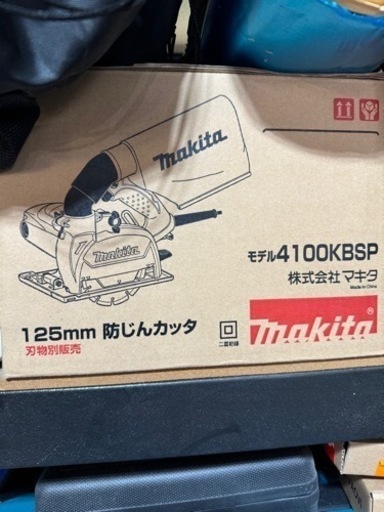 makita
makita
モデル4100KBSP
株式会社マキタ
Made in China
125mm 防じんカッタ
刃物別販売
二重絶縁
makita®